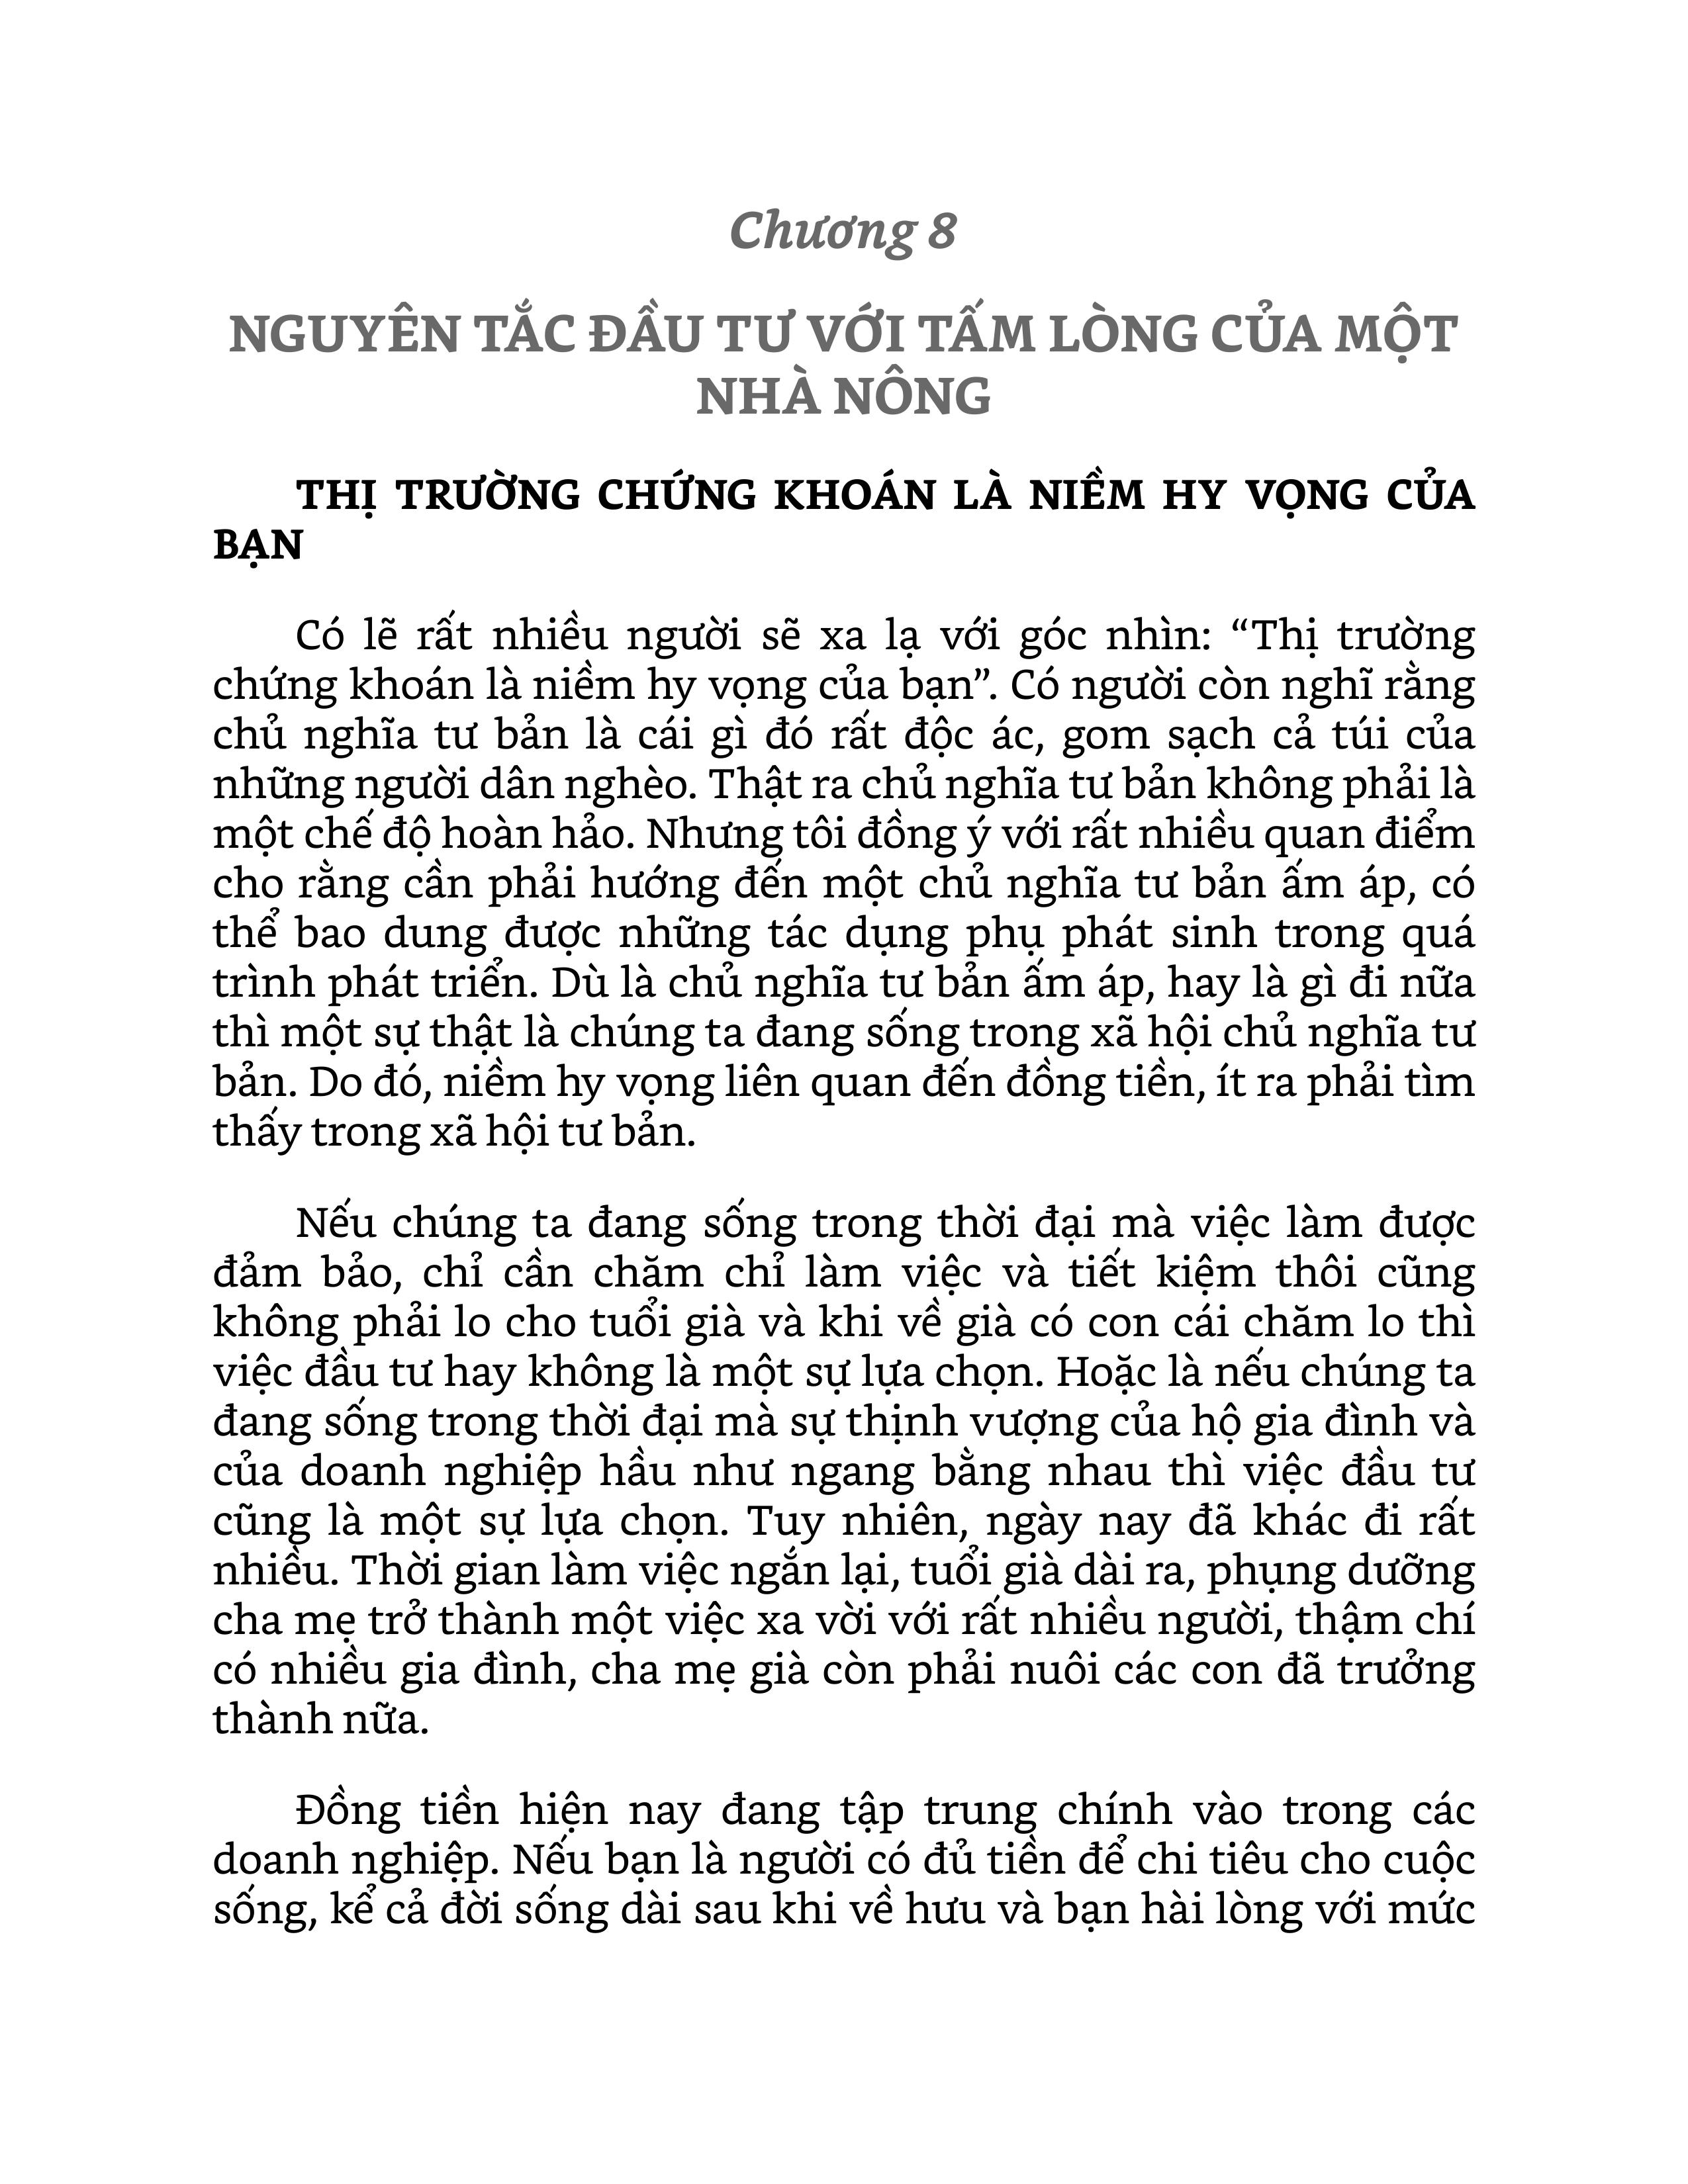 Chương 8
NGUYÊN TẮC ĐẦU TƯ VỚI TẤM LÒNG CỦA MỘT
NHÀ NÔNG
THỊ TRƯỜNG CHỨNG KHOÁN LÀ NIỀM HY VỌNG CỦA
BẠN
Có lẽ rất nhiều người sẽ xa lạ với góc nhìn: “Thị trường
chứng khoán là niềm hy vọng của bạn”. Có người còn nghĩ rằng
chủ nghĩa tư bản là cái gì đó rất độc ác, gom sạch cả túi của
những người dân nghèo. Thật ra chủ nghĩa tư bản không phải là
một chế độ hoàn hảo. Nhưng tôi đồng ý với rất nhiều quan điểm
cho rằng cần phải hướng đến một chủ nghĩa tư bản ấm áp, có
thể bao dung được những tác dụng phụ phát sinh trong quá
trình phát triển. Dù là chủ nghĩa tư bản ấm áp, hay là gì đi nữa
thì một sự thật là chúng ta đang sống trong xã hội chủ nghĩa tư
bản. Do đó, niềm hy vọng liên quan đến đồng tiền, ít ra phải tìm
thấy trong xã hội tư bản.
Nếu chúng ta đang sống trong thời đại mà việc làm được
đảm bảo, chỉ cần chăm chỉ làm việc và tiết kiệm thôi cũng
không phải lo cho tuổi già và khi về già có con cái chăm lo thì
việc đầu tư hay không là một sự lựa chọn. Hoặc là nếu chúng ta
đang sống trong thời đại mà sự thịnh vượng của hộ gia đình và
của doanh nghiệp hầu như ngang bằng nhau thì việc đầu tư
cũng là một sự lựa chọn. Tuy nhiên, ngày nay đã khác đi rất
nhiều. Thời gian làm việc ngắn lại, tuổi già dài ra, phụng dưỡng
cha mẹ trở thành một việc xa vời với rất nhiều người, thậm chí
có nhiều gia đình, cha mẹ già còn phải nuôi các con đã trưởng
thành nữa.
Đồng tiền hiện nay đang tập trung chính vào trong các
doanh nghiệp. Nếu bạn là người có đủ tiền để chi tiêu cho cuộc
sống, kể cả đời sống dài sau khi về hưu và bạn hài lòng với mức